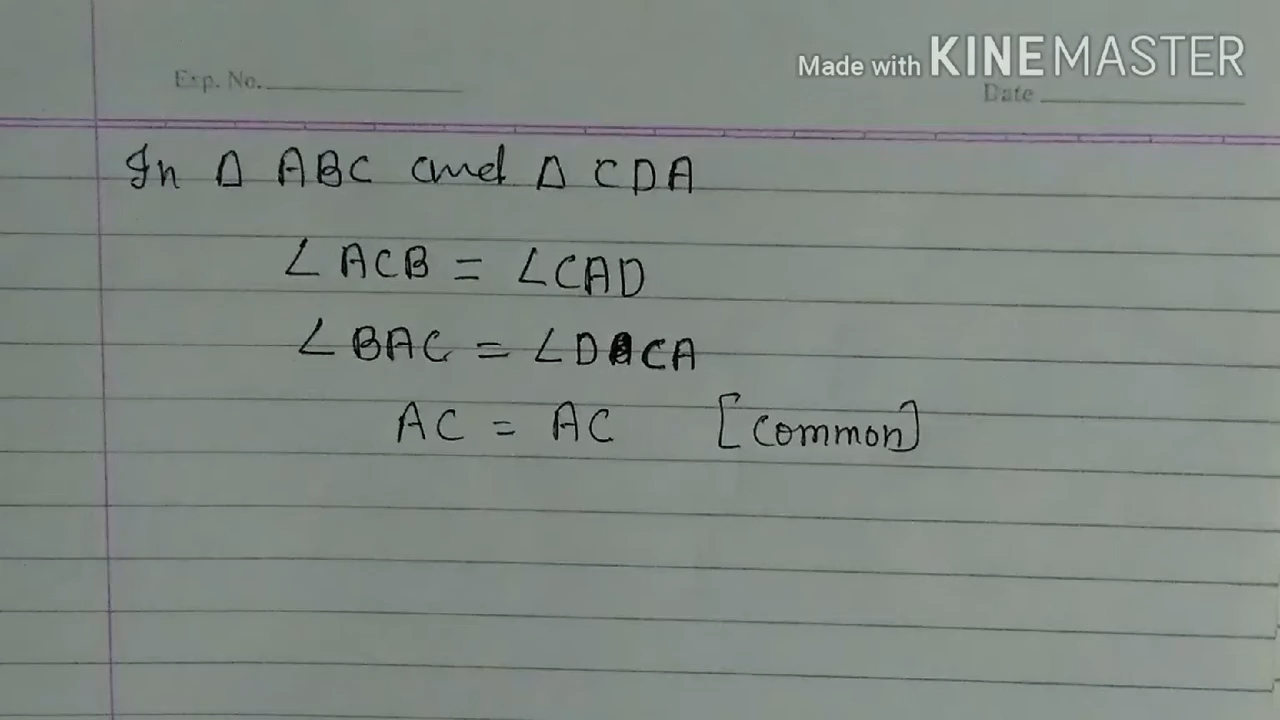 Made with KINEMASTER
Exp. No.
Date
In Δ ABC and Δ CDA
∠ ACB = ∠CAD
∠ BAC = ∠DCA
AC = AC [Common]